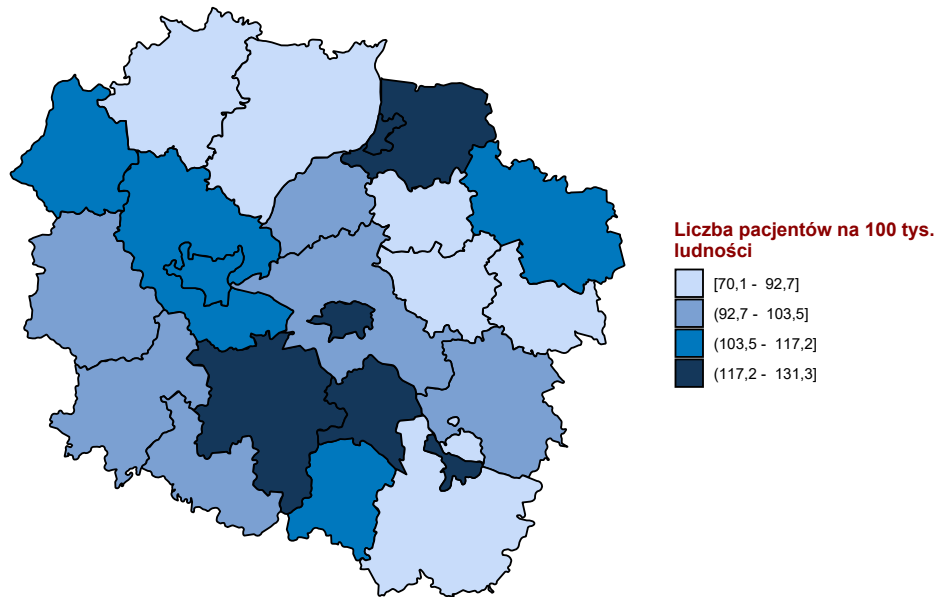 Liczba pacjentów na 100 tys.
ludności
[70,1 - 92,7]
(92,7 - 103,5]
(103,5 - 117,2]
(117,2 - 131,3]